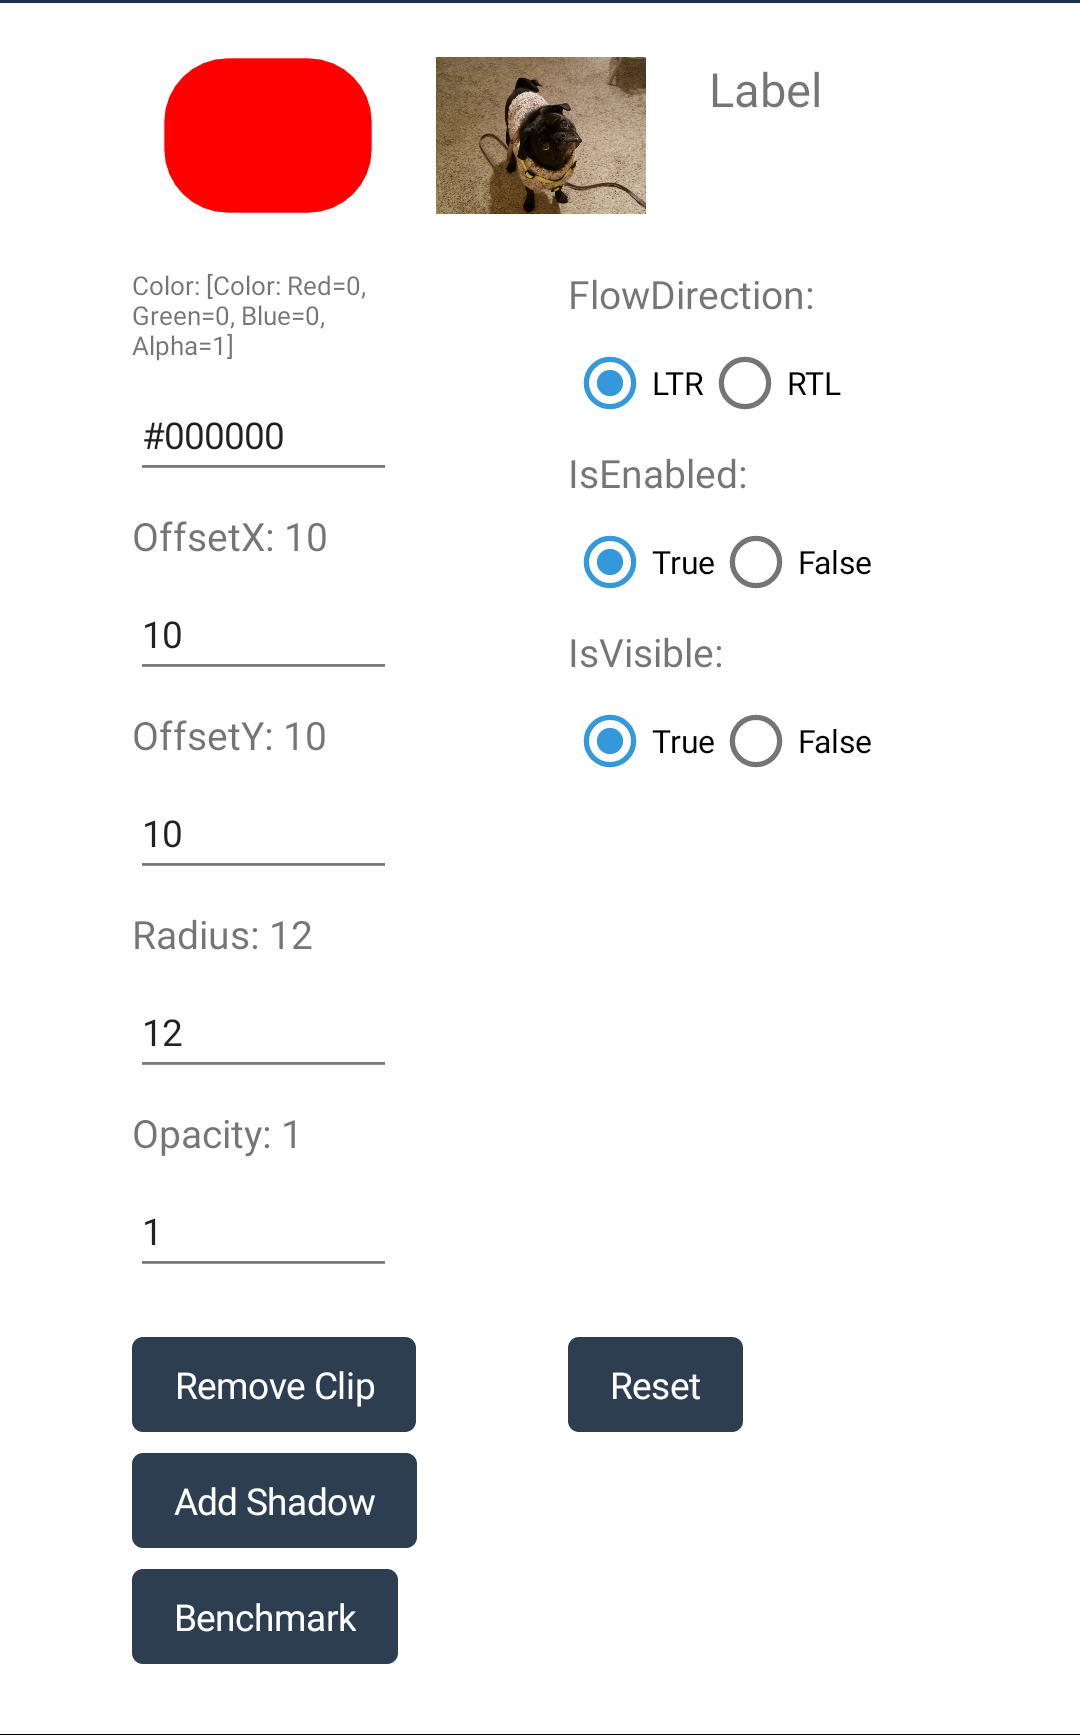 Label
Color: [Color: Red=0,
Green=0, Blue=0,
Alpha=1]
#000000
OffsetX: 10
10
OffsetY: 10
10
Radius: 12
12
Opacity: 1
1
FlowDirection:
LTR RTL
IsEnabled:
True False
IsVisible:
True False
Remove Clip
Reset
Add Shadow
Benchmark